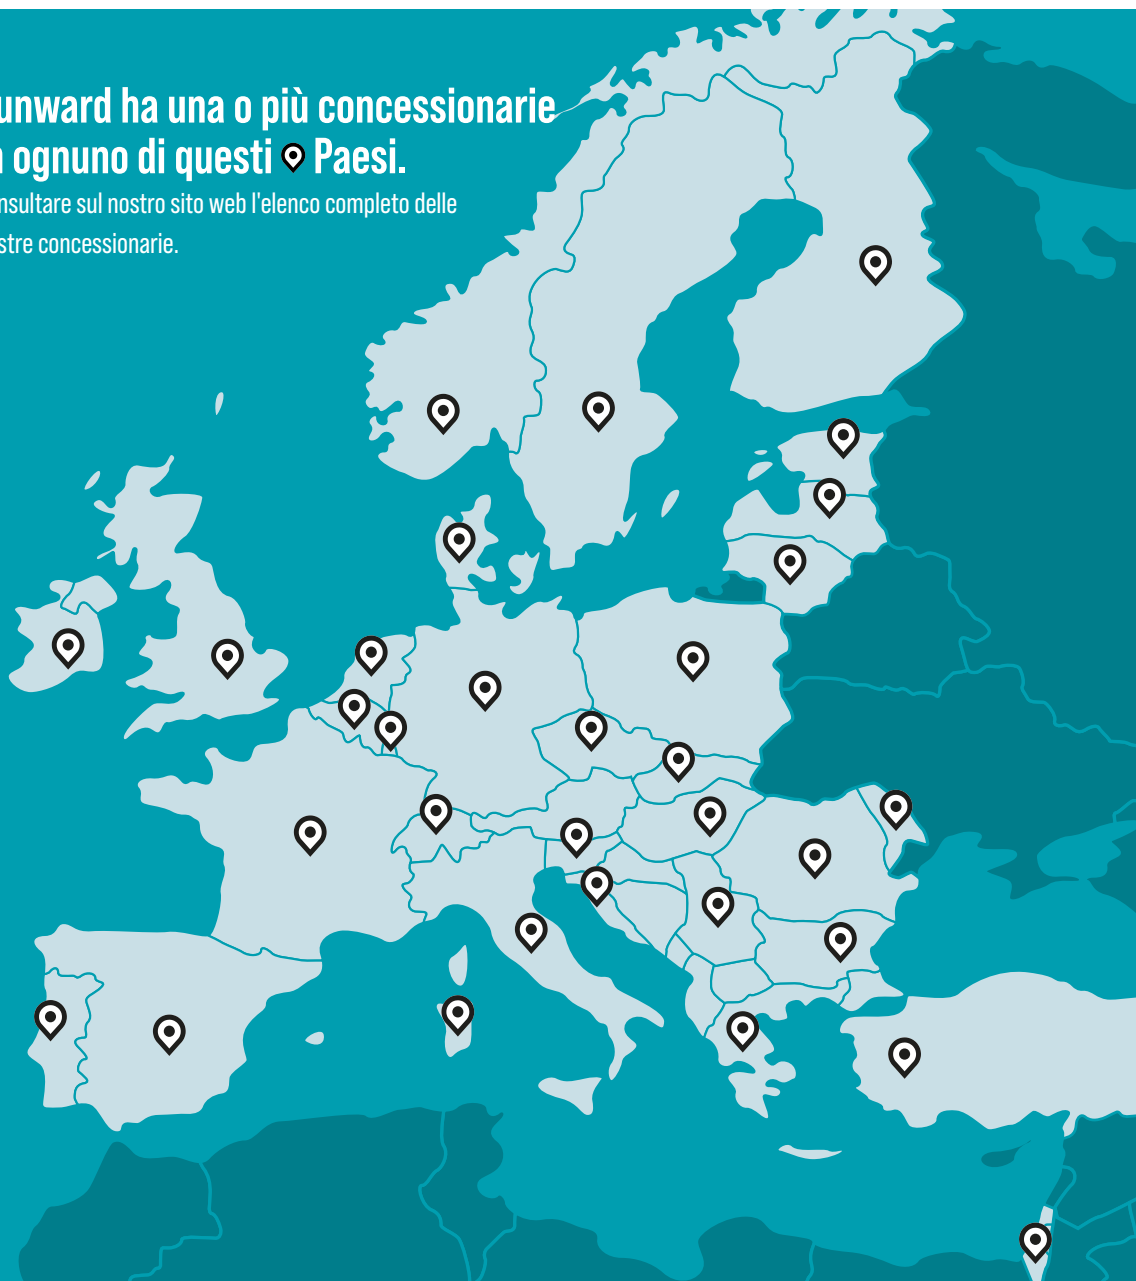 unward ha una o più concessionarie
n ognuno di questi Paesi.
nsultare sul nostro sito web l'elenco completo delle
stre concessionarie.